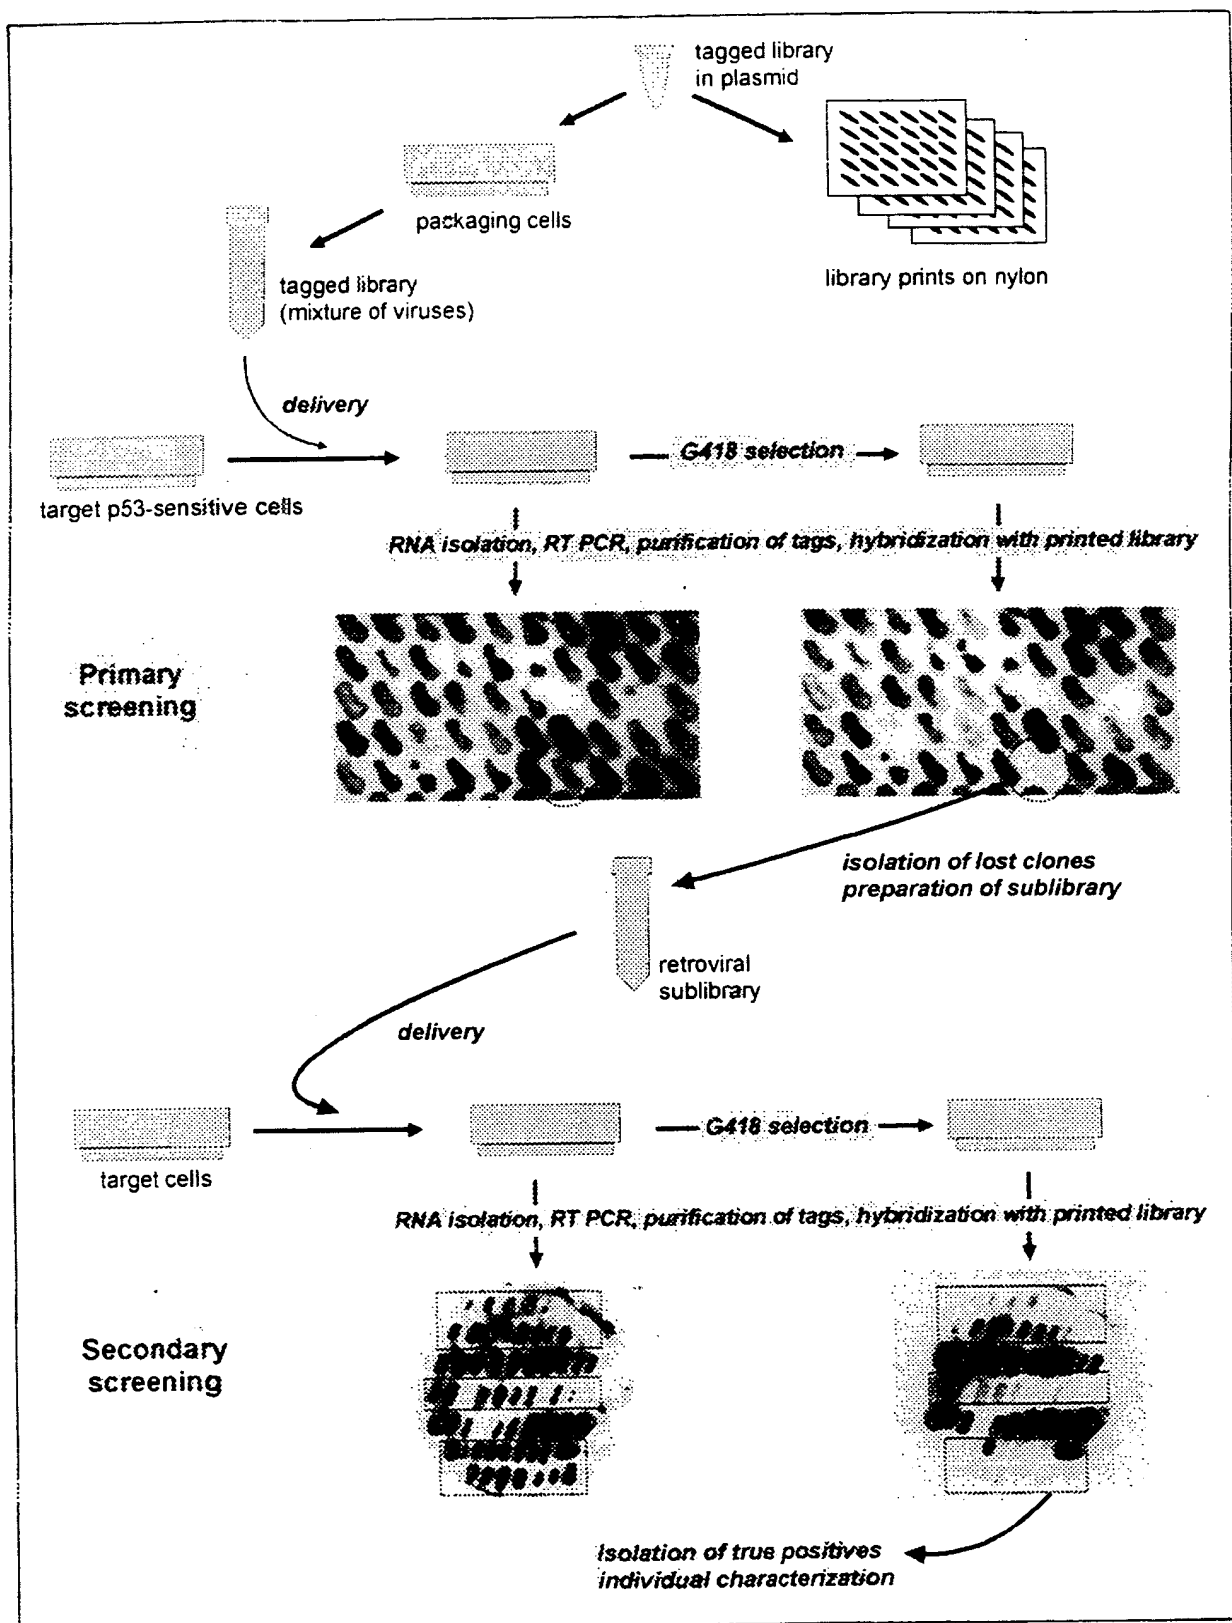 tagged library
in plasmid
packaging cells
library prints on nylon
tagged library
(mixture of viruses)
delivery
G418 selection
target p53-sensitive cells
RNA isolation, RT PCR, purification of tags, hybridization with printed library
Primary
screening
isolation of lost clones
preparation of sublibrary
retroviral
sublibrary
delivery
G418 selection
target cells
RNA isolation, RT PCR, purification of tags, hybridization with printed library
Secondary
screening
Isolation of true positives
individual characterization